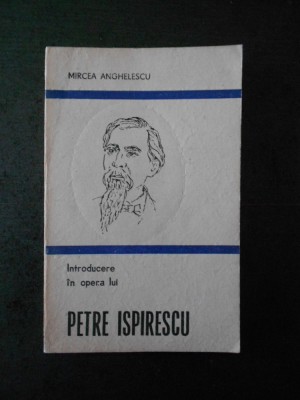 MIRCEA ANGHELESCU
Introducere
în opera lui
PETRE ISPIRESCU